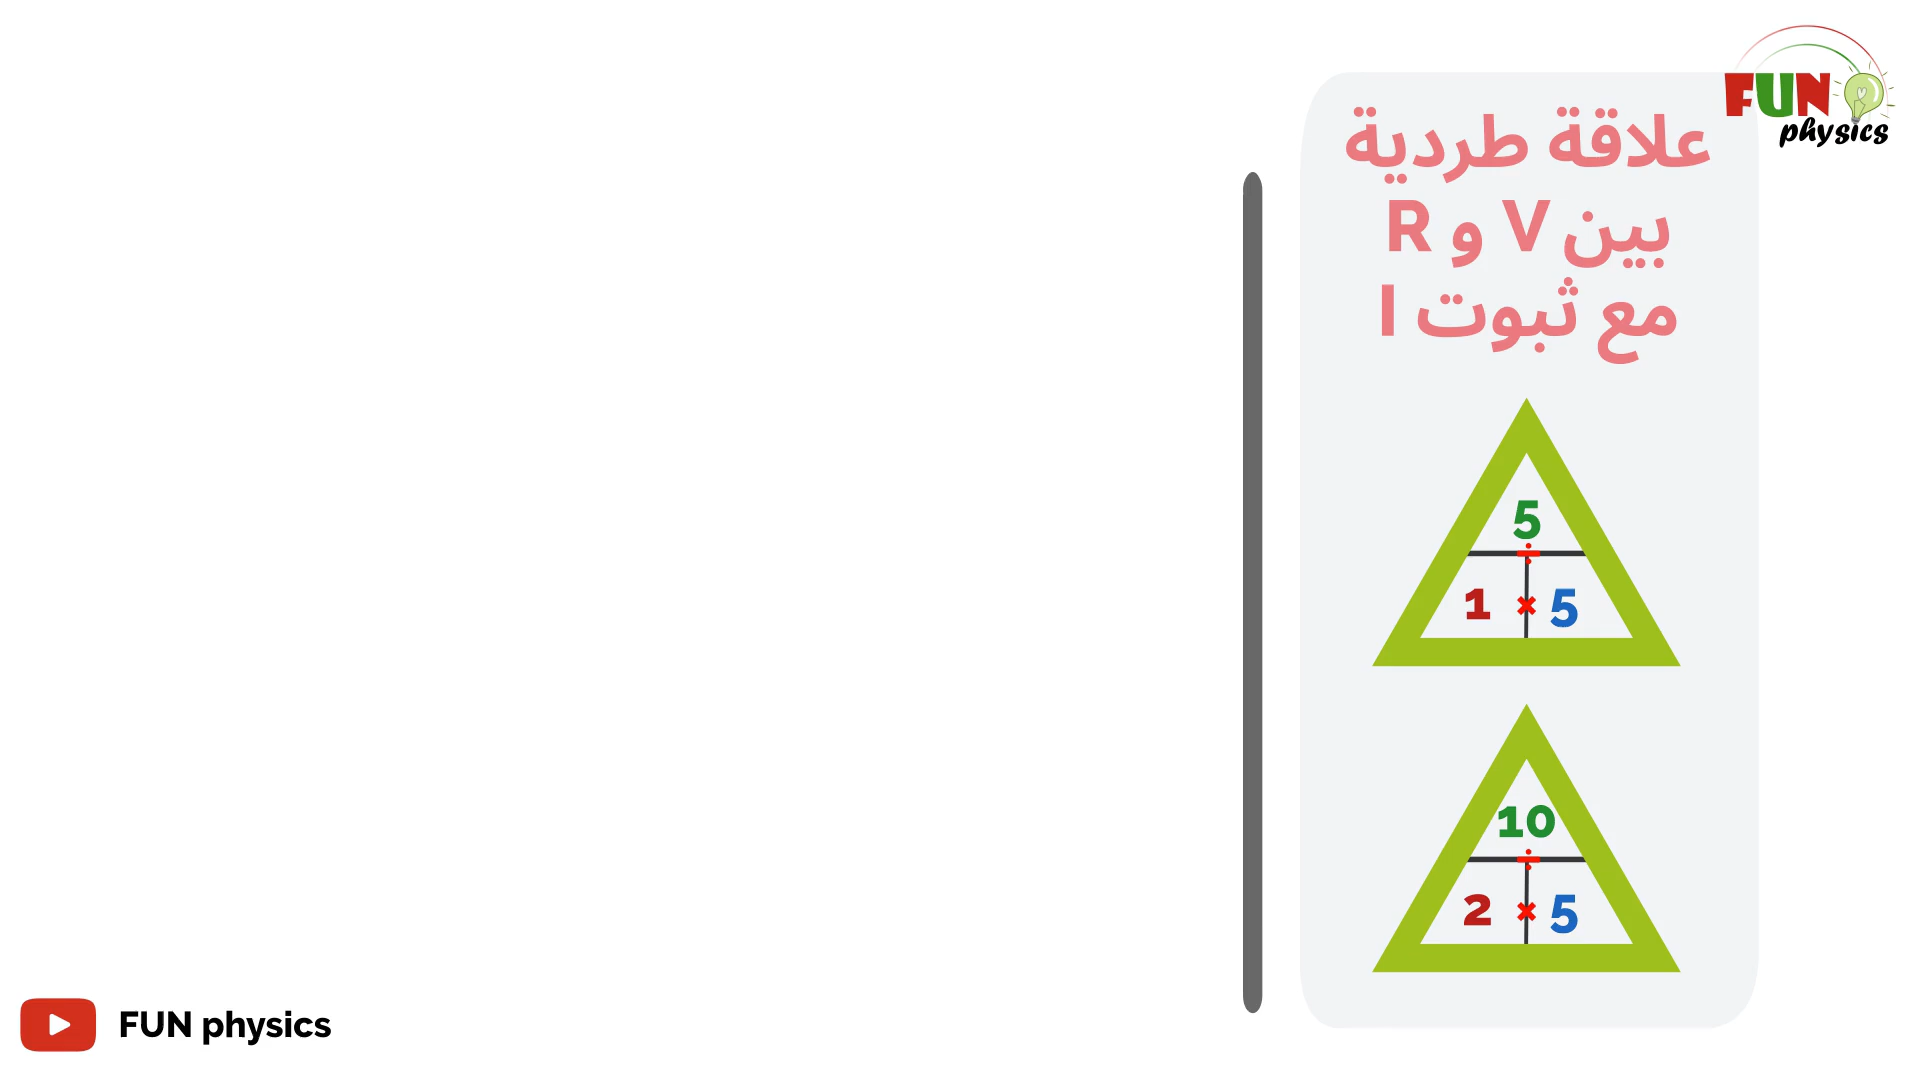 FUN
physics
علاقة طردية
بين V و R
مع ثبوت I
5
÷
1 × 5
10
÷
2 × 5
FUN physics